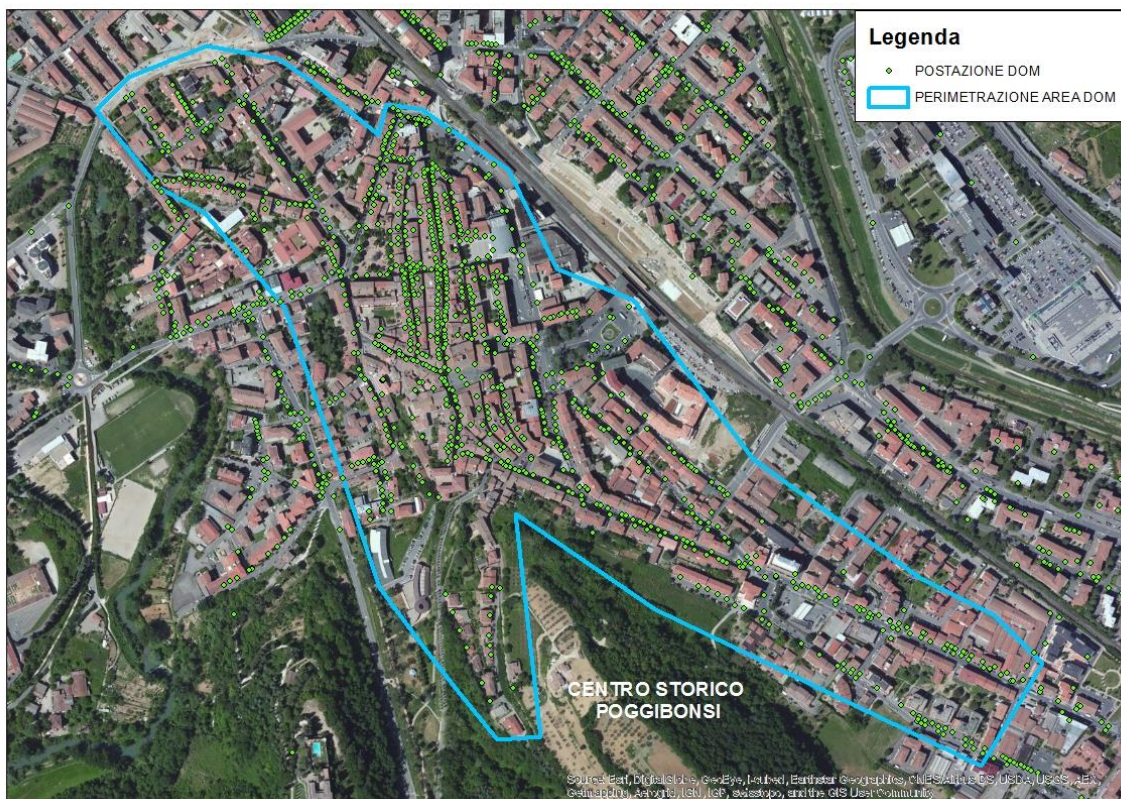 Legenda
POSTAZIONE DOM
PERIMETRAZIONE AREA DOM
CENTRO STORICO
POGGIBONSI
Source: Esri, DigitalGlobe, GeoEye, i-cubed, Earthstar Geographics, CNES/Airbus DS, USDA, USGS, AEX,
Getmapping, Aerogrid, IGN, IGP, swisstopo, and the GIS User Community